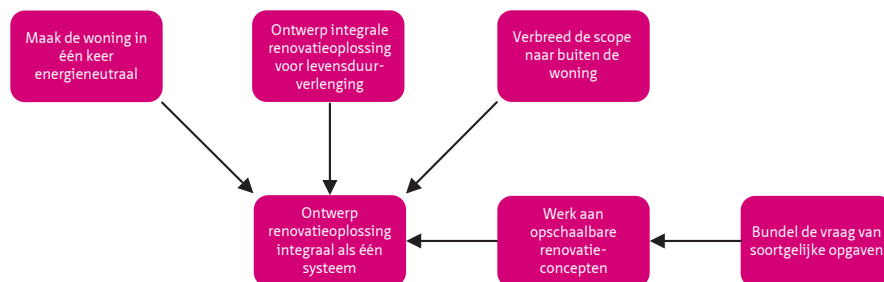 Maak de woning in
één keer
energieneutraal
Ontwerp integrale
renovatieoplossing
voor levensduur-
verlenging
Verbreed de scope
naar buiten de
woning
Ontwerp
renovatieoplossing
integraal als één
systeem
Werk aan
opschaalbare
renovatie-
concepten
Bundel de vraag van
soortgelijke opgaven